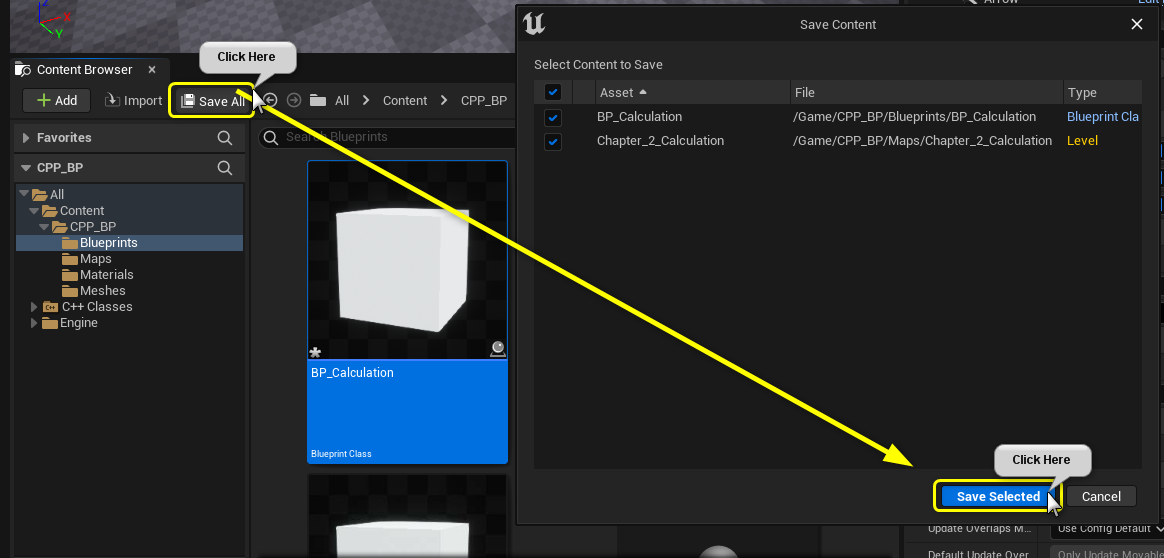 Z
X
Y
Arrow
Edit
Click Here
Content Browser
Save Content
Add
Import
Save All
All
Content
CPP_BP
Select Content to Save
Asset
File
Type
Favorites
Search Blueprints
BP_Calculation
/Game/CPP_BP/Blueprints/BP_Calculation
Blueprint Cla
Chapter_2_Calculation
/Game/CPP_BP/Maps/Chapter_2_Calculation
Level
CPP_BP
All
Content
CPP_BP
Blueprints
Maps
Materials
Meshes
C++ Classes
Engine
BP_Calculation
Blueprint Class
Click Here
Save Selected
Cancel
Update Overlaps M...
Use Config Default
Default Update Over
Only Update Movable